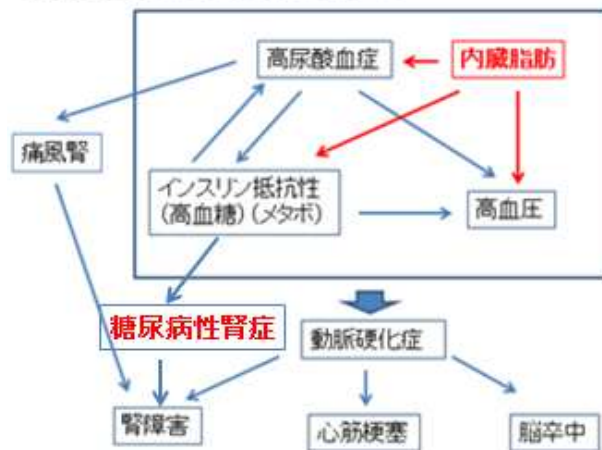 高尿酸血症
内臓脂肪
痛風腎
インスリン抵抗性
(高血糖)(メタボ)
高血圧
糖尿病性腎症
動脈硬化症
腎障害
心筋梗塞
脳卒中